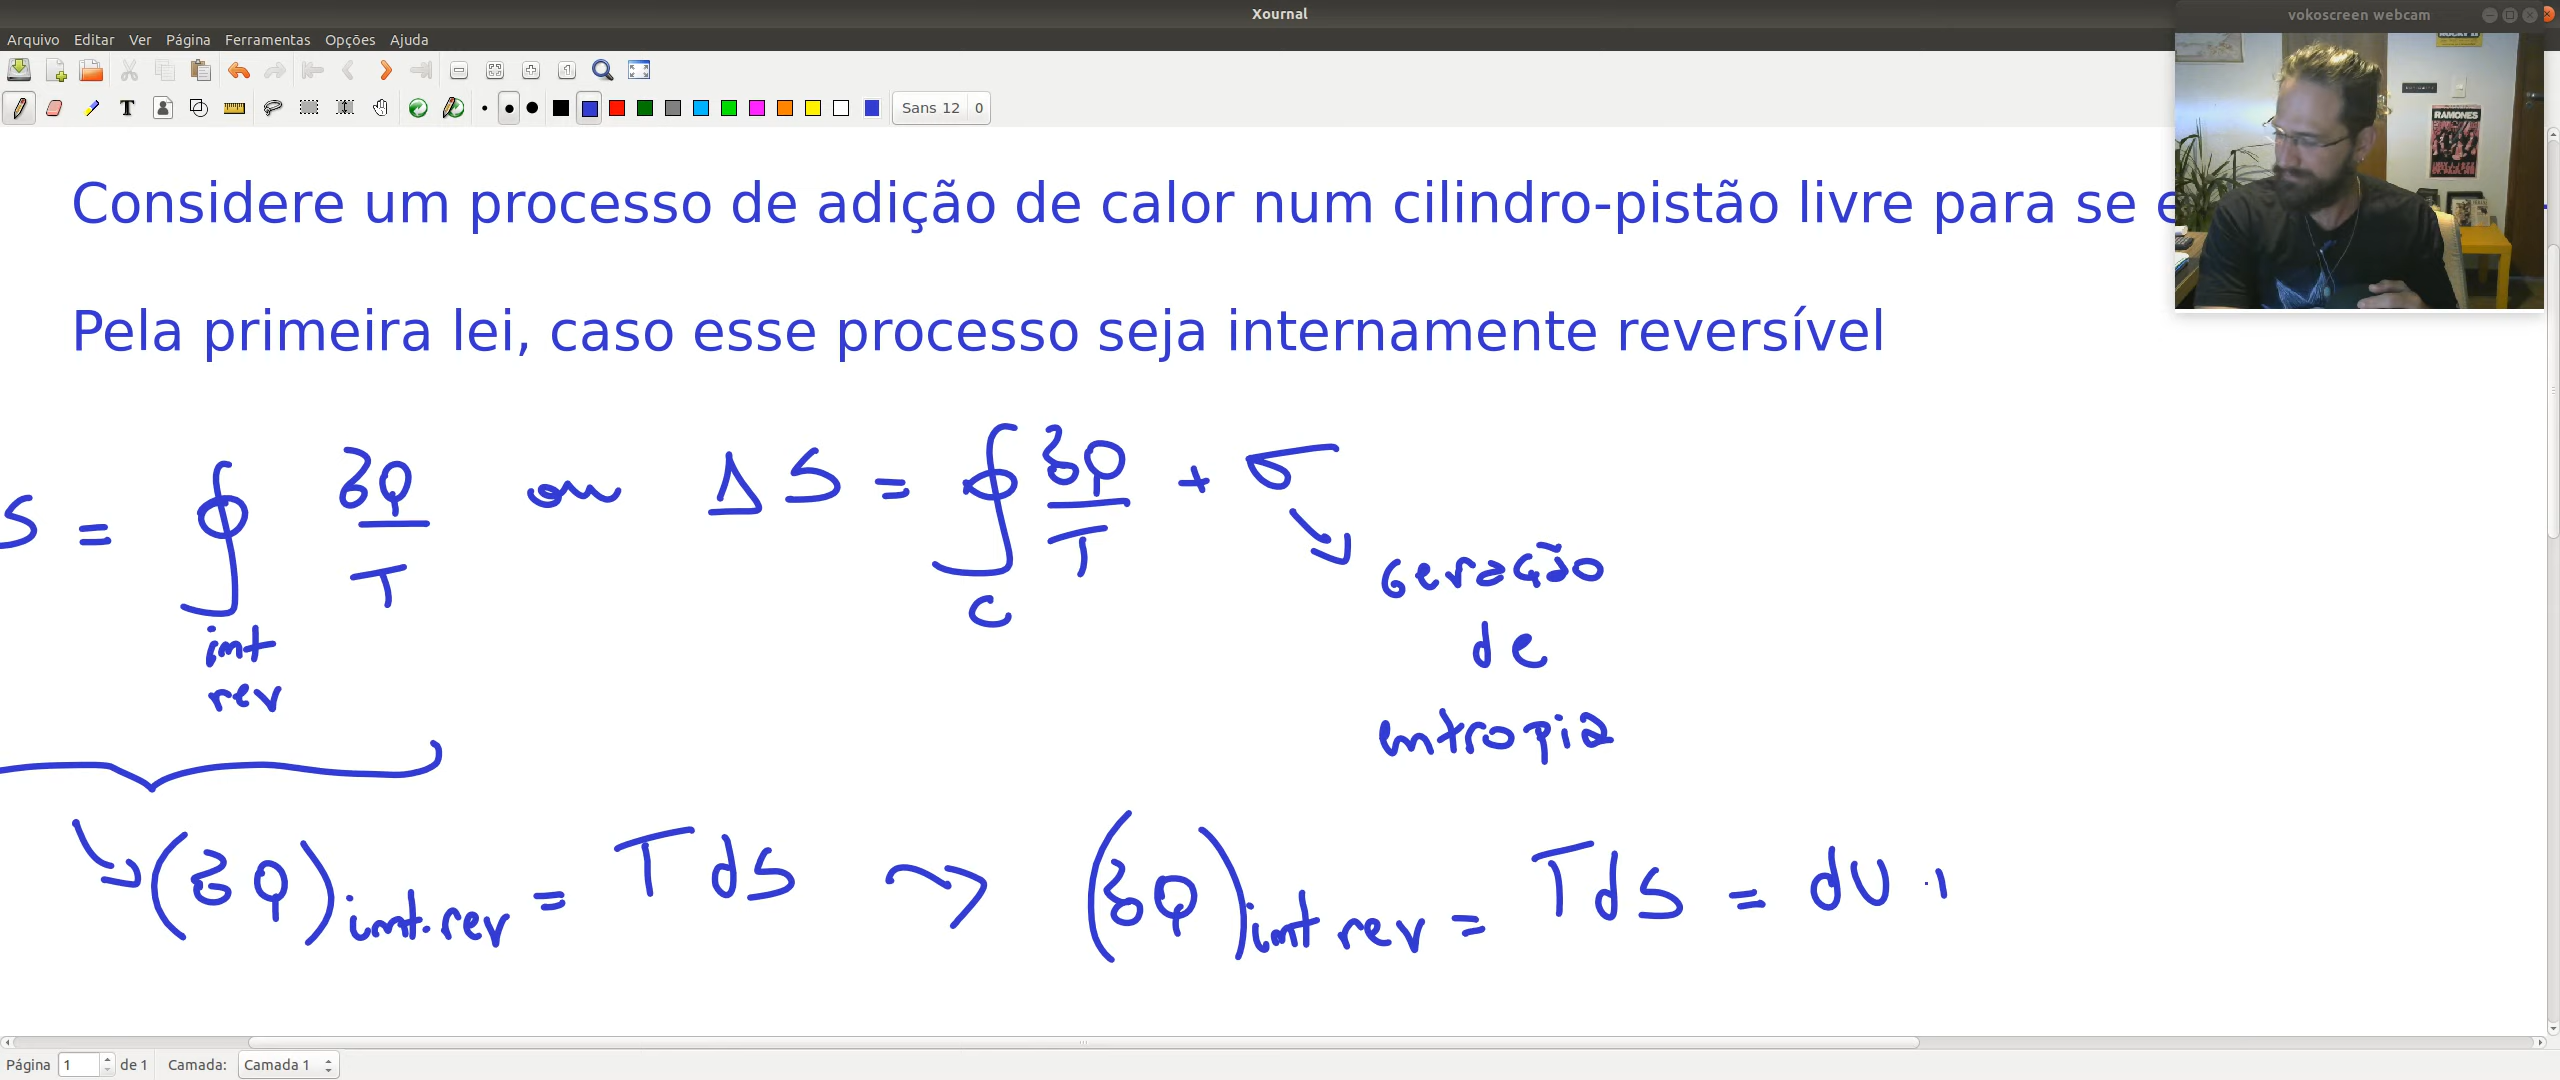 Xournal
vokoscreen webcam
Arquivo Editar Ver Página Ferramentas Opções Ajuda
T Sans 12 0
RAMONES
Considere um processo de adição de calor num cilindro-pistão livre para se e
Pela primeira lei, caso esse processo seja internamente reversível
S = ∮ δQ/T ou ΔS = ∮ δQ/T + σ
int rev
C
Geração
de
entropia
(δQ)int.rev = TdS → (δQ)int rev = TdS = dU
Página 1 de 1 Camada: Camada 1